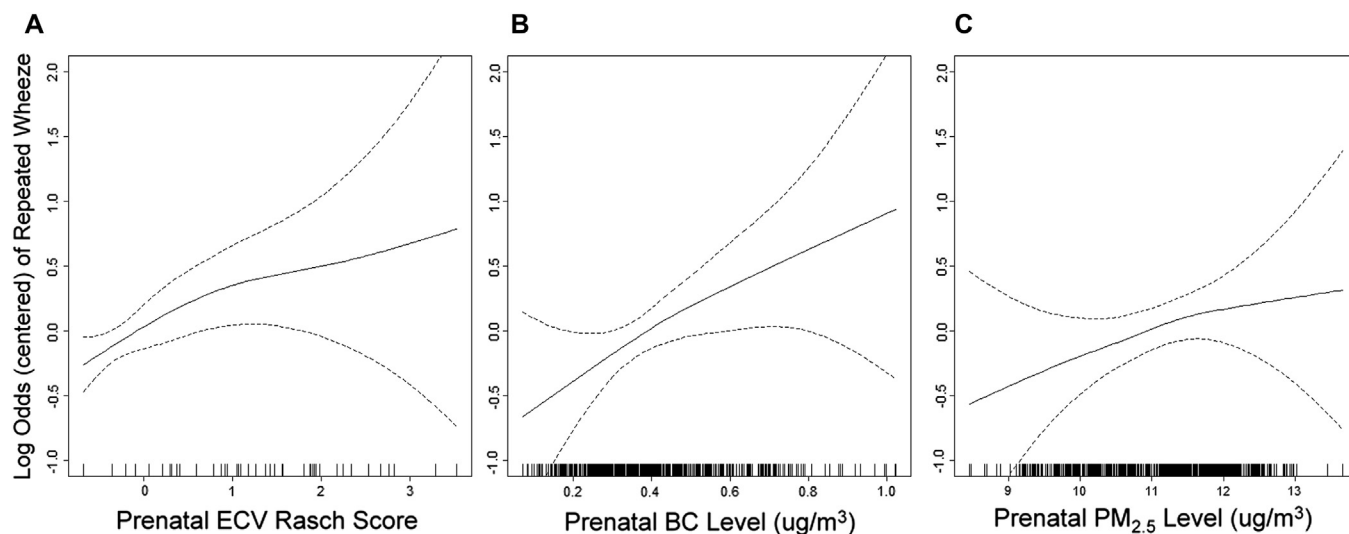 A
B
C
Log Odds (centered) of Repeated Wheeze
2.0
1.5
1.0
0.5
0.0
-0.5
-1.0
0 1 2 3
Prenatal ECV Rasch Score
2.0
1.5
1.0
0.5
0.0
-0.5
-1.0
0.2 0.4 0.6 0.8 1.0
Prenatal BC Level (ug/m³)
2.0
1.5
1.0
0.5
0.0
-0.5
-1.0
9 10 11 12 13
Prenatal PM₂.₅ Level (ug/m³)